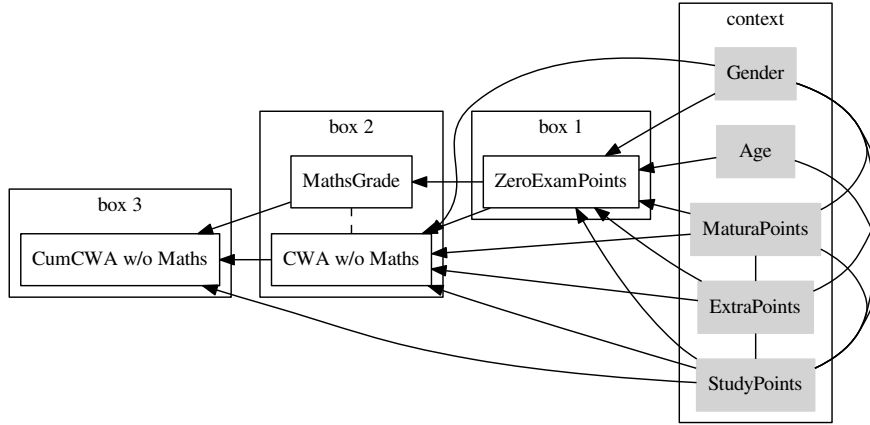 context
Gender
box 2
box 1
Age
MathsGrade
ZeroExamPoints
box 3
MaturaPoints
CumCWA w/o Maths
CWA w/o Maths
ExtraPoints
StudyPoints